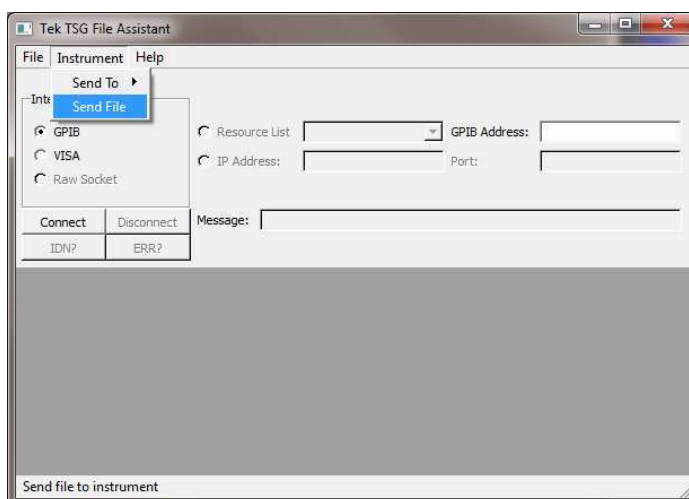 Tek TSG File Assistant
File Instrument Help
Send To
Send File
GPIB
VISA
Raw Socket
Resource List
GPIB Address:
IP Address:
Port:
Connect Disconnect
Message:
IDN? ERR?
Send file to instrument